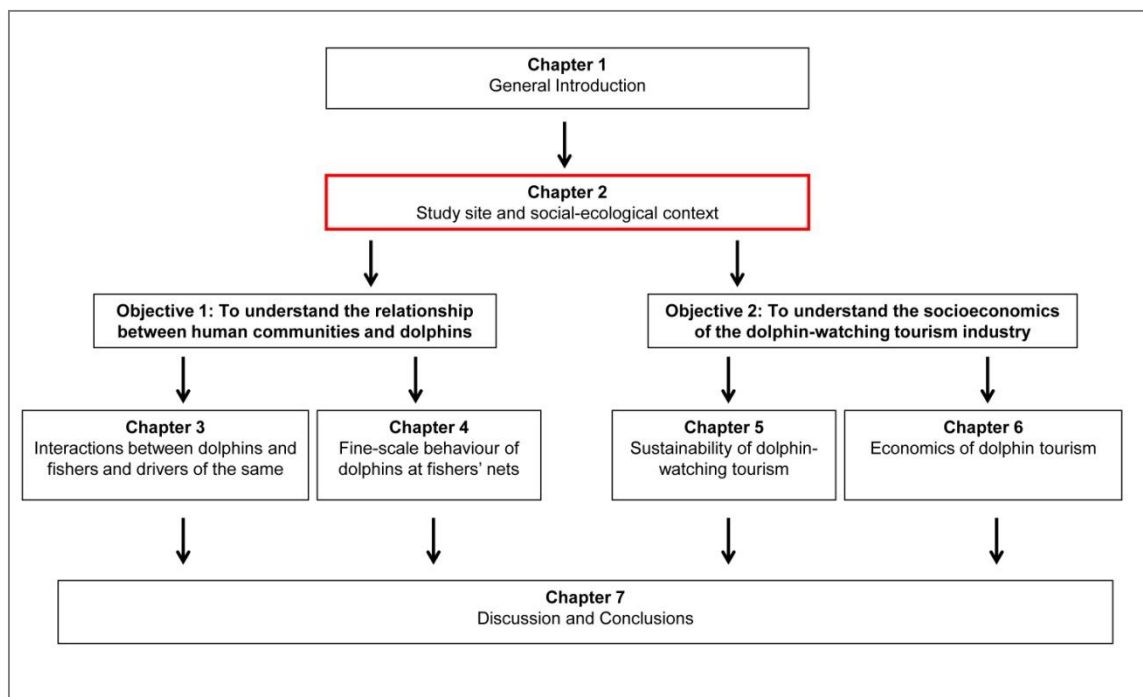 Chapter 1
General Introduction
Chapter 2
Study site and social-ecological context
Objective 1: To understand the relationship
between human communities and dolphins
Objective 2: To understand the socioeconomics
of the dolphin-watching tourism industry
Chapter 3
Interactions between dolphins and
fishers and drivers of the same
Chapter 4
Fine-scale behaviour of
dolphins at fishers' nets
Chapter 5
Sustainability of dolphin-
watching tourism
Chapter 6
Economics of dolphin tourism
Chapter 7
Discussion and Conclusions